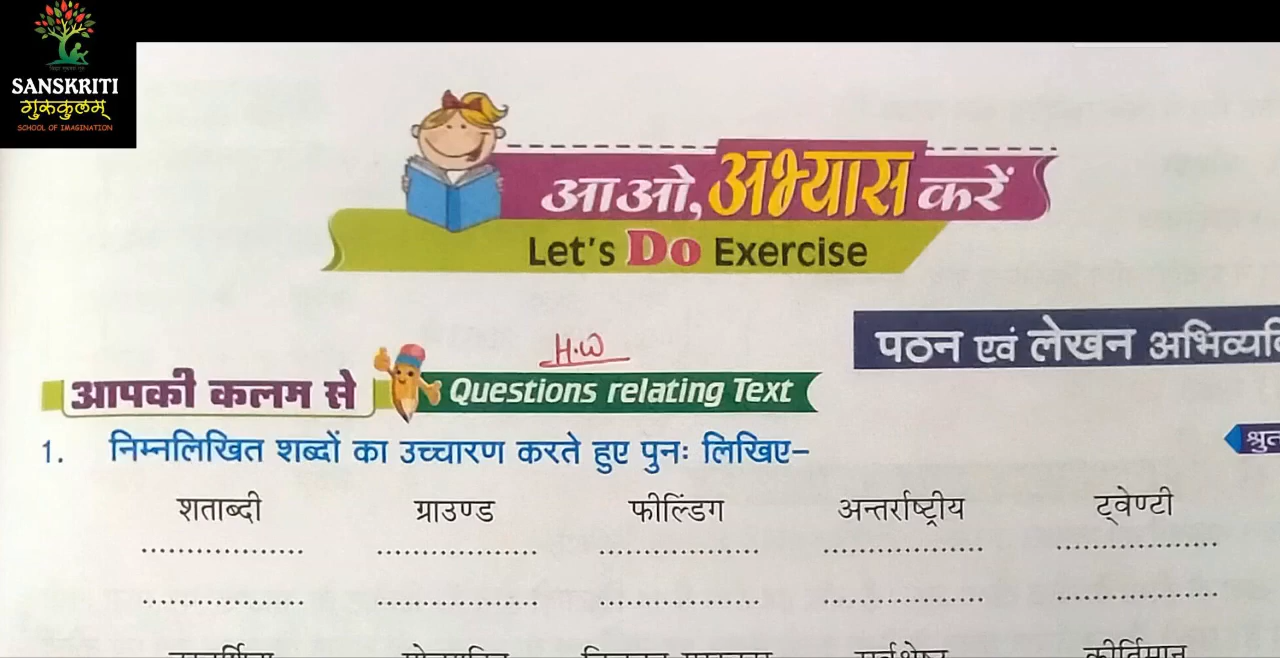 SANSKRITI
गुरुकुलम्
SCHOOL OF IMAGINATION
आओ, अभ्यास करें
Let's Do Exercise
H.W
पठन एवं लेखन
आपकी कलम से Questions relating Text
1. निम्नलिखित शब्दों का उच्चारण करते हुए पुनः लिखिए–
शताब्दी ग्राउण्ड फील्डिंग अन्तर्राष्ट्रीय ट्वेण्टी